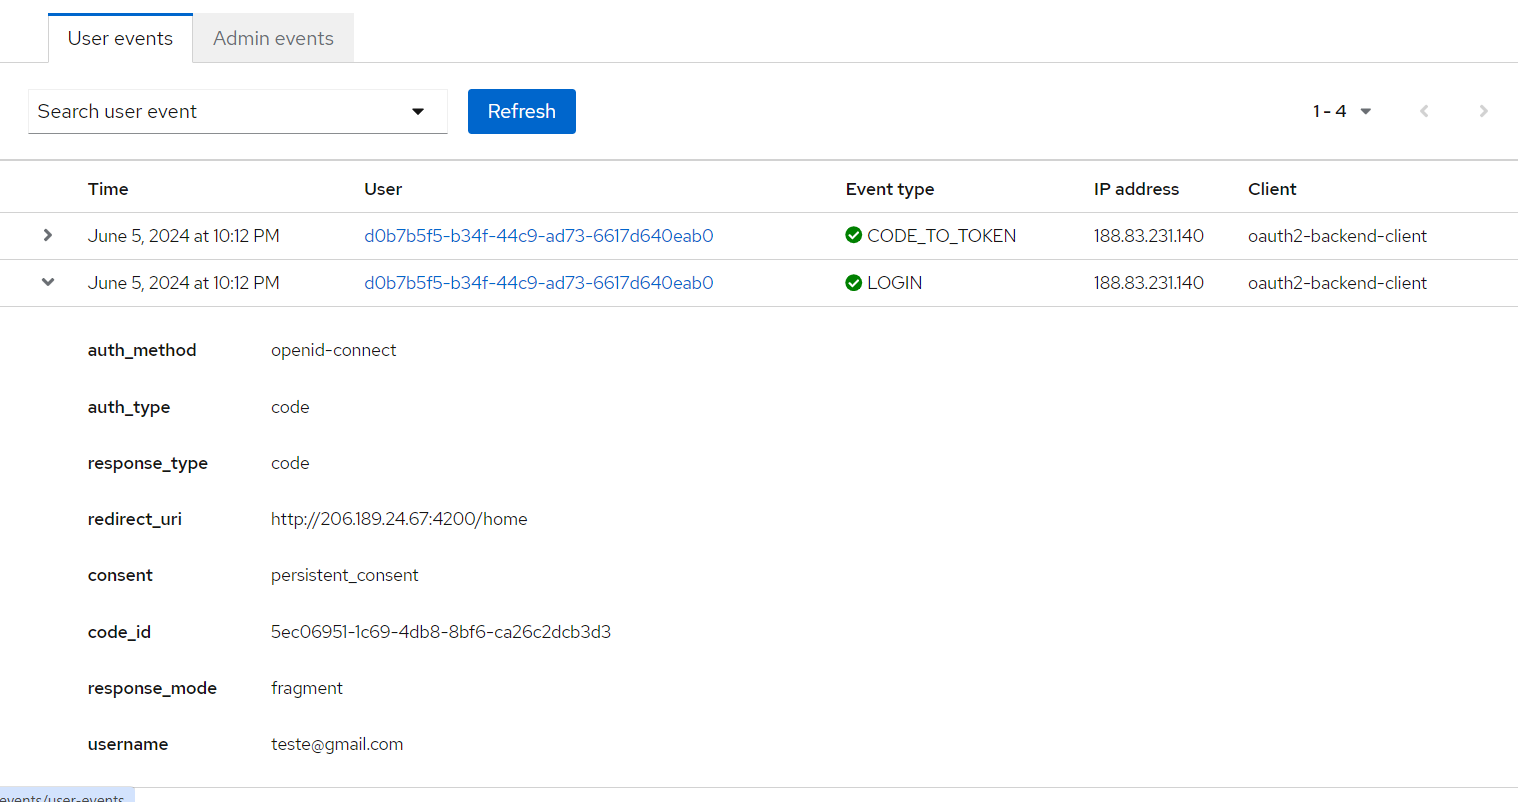 User events Admin events
Search user event Refresh 1 - 4
Time User Event type IP address Client
June 5, 2024 at 10:12 PM d0b7b5f5-b34f-44c9-ad73-6617d640eab0 CODE_TO_TOKEN 188.83.231.140 oauth2-backend-client
June 5, 2024 at 10:12 PM d0b7b5f5-b34f-44c9-ad73-6617d640eab0 LOGIN 188.83.231.140 oauth2-backend-client
auth_method openid-connect
auth_type code
response_type code
redirect_uri http://206.189.24.67:4200/home
consent persistent_consent
code_id 5ec06951-1c69-4db8-8bf6-ca26c2dcb3d3
response_mode fragment
username teste@gmail.com
events/user-events